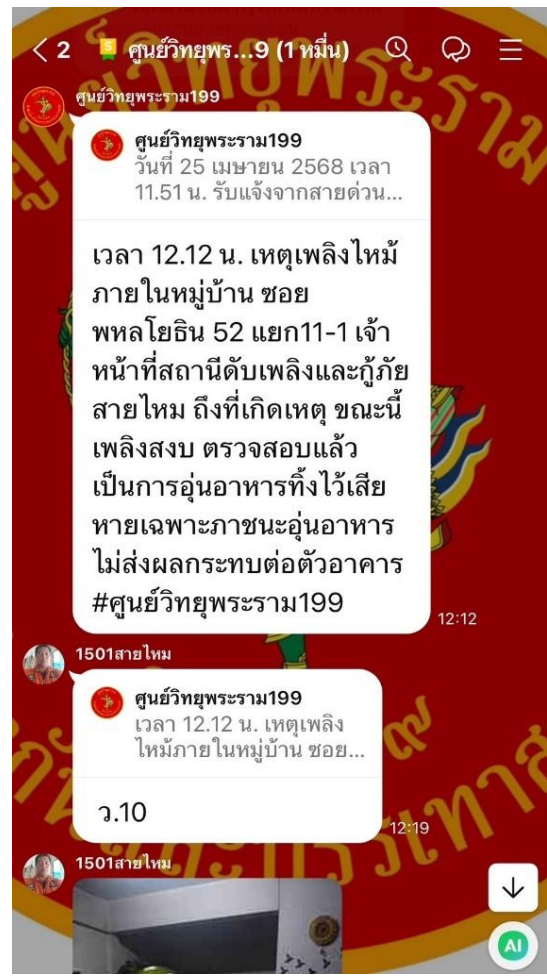 2
ศูนย์วิทยุพร...9 (1 หมื่น)
ศูนย์วิทยุพระราม199
ศูนย์วิทยุพระราม199
วันที่ 25 เมษายน 2568 เวลา
11.51 น. รับแจ้งจากสายด่วน...
เวลา 12.12 น. เหตุเพลิงไหม้
ภายในหมู่บ้าน ซอย
พหลโยธิน 52 แยก11-1 เจ้า
หน้าที่สถานีดับเพลิงและกู้ภัย
สายไหม ถึงที่เกิดเหตุ ขณะนี้
เพลิงสงบ ตรวจสอบแล้ว
เป็นการอุ่นอาหารทิ้งไว้เสีย
หายเฉพาะภาชนะอุ่นอาหาร
ไม่ส่งผลกระทบต่อตัวอาคาร
#ศูนย์วิทยุพระราม199
12:12
1501สายไหม
ศูนย์วิทยุพระราม199
เวลา 12.12 น. เหตุเพลิง
ไหม้ภายในหมู่บ้าน ซอย...
ว.10
12:19
1501สายไหม
AI